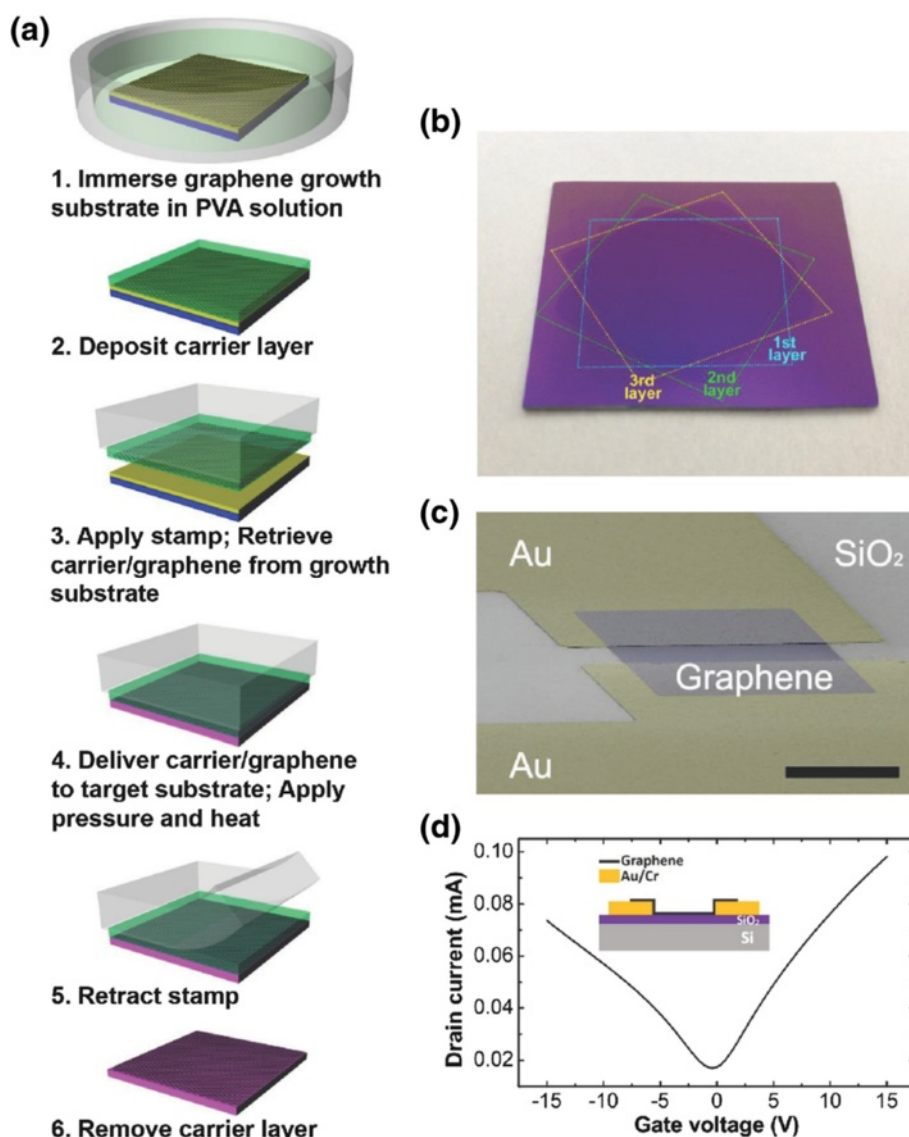 (a)
1. Immerse graphene growth
substrate in PVA solution
2. Deposit carrier layer
3. Apply stamp; Retrieve
carrier/graphene from growth
substrate
4. Deliver carrier/graphene
to target substrate; Apply
pressure and heat
5. Retract stamp
6. Remove carrier layer
(b)
1st
layer
2nd
layer
3rd
layer
(c)
Au
SiO₂
Graphene
Au
(d)
Drain current (mA)
0.10
0.08
0.06
0.04
0.02
Graphene
Au/Cr
SiO₂
Si
-15 -10 -5 0 5 10 15
Gate voltage (V)